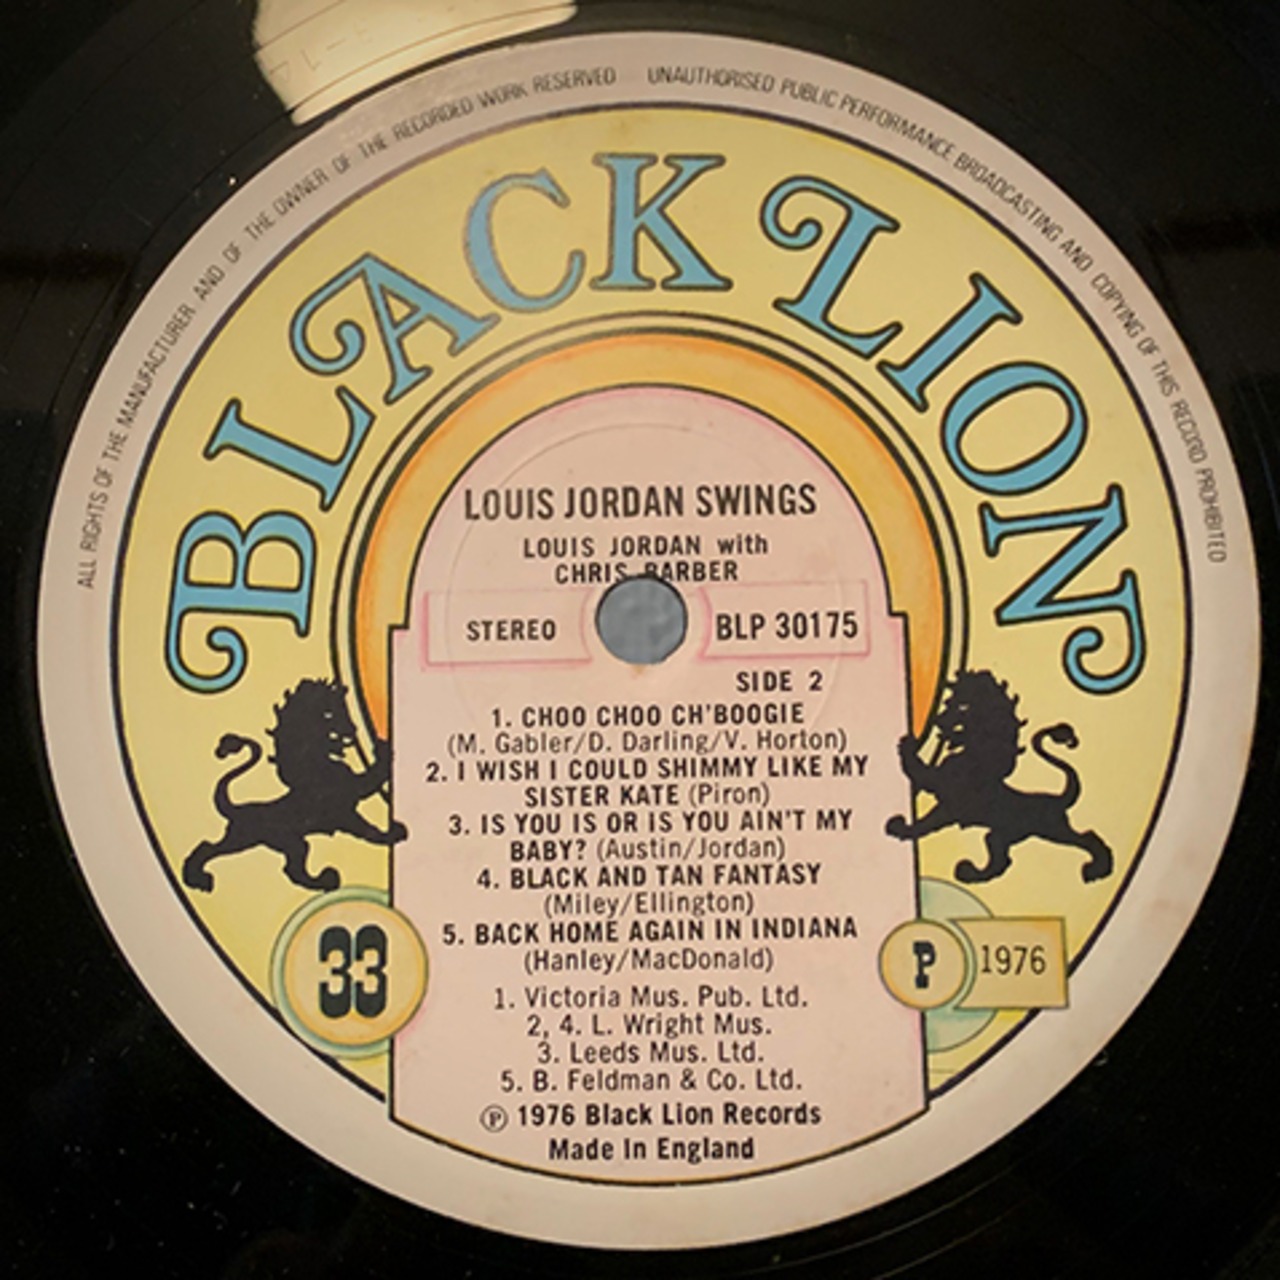 ALL RIGHTS OF THE MANUFACTURER AND OF THE OWNER OF THE RECORDED WORK RESERVED UNAUTHORISED PUBLIC PERFORMANCE BROADCASTING AND COPYING OF THIS RECORD PROHIBITED
BLACK LION
LOUIS JORDAN SWINGS
LOUIS JORDAN with
CHRIS BARBER
STEREO
BLP 30175
SIDE 2
1. CHOO CHOO CH'BOOGIE
(M. Gabler/D. Darling/V. Horton)
2. I WISH I COULD SHIMMY LIKE MY
SISTER KATE (Piron)
3. IS YOU IS OR IS YOU AIN'T MY
BABY? (Austin/Jordan)
4. BLACK AND TAN FANTASY
(Miley/Ellington)
5. BACK HOME AGAIN IN INDIANA
(Hanley/MacDonald)
33
P 1976
1. Victoria Mus. Pub. Ltd.
2, 4. L. Wright Mus.
3. Leeds Mus. Ltd.
5. B. Feldman & Co. Ltd.
℗ 1976 Black Lion Records
Made In England